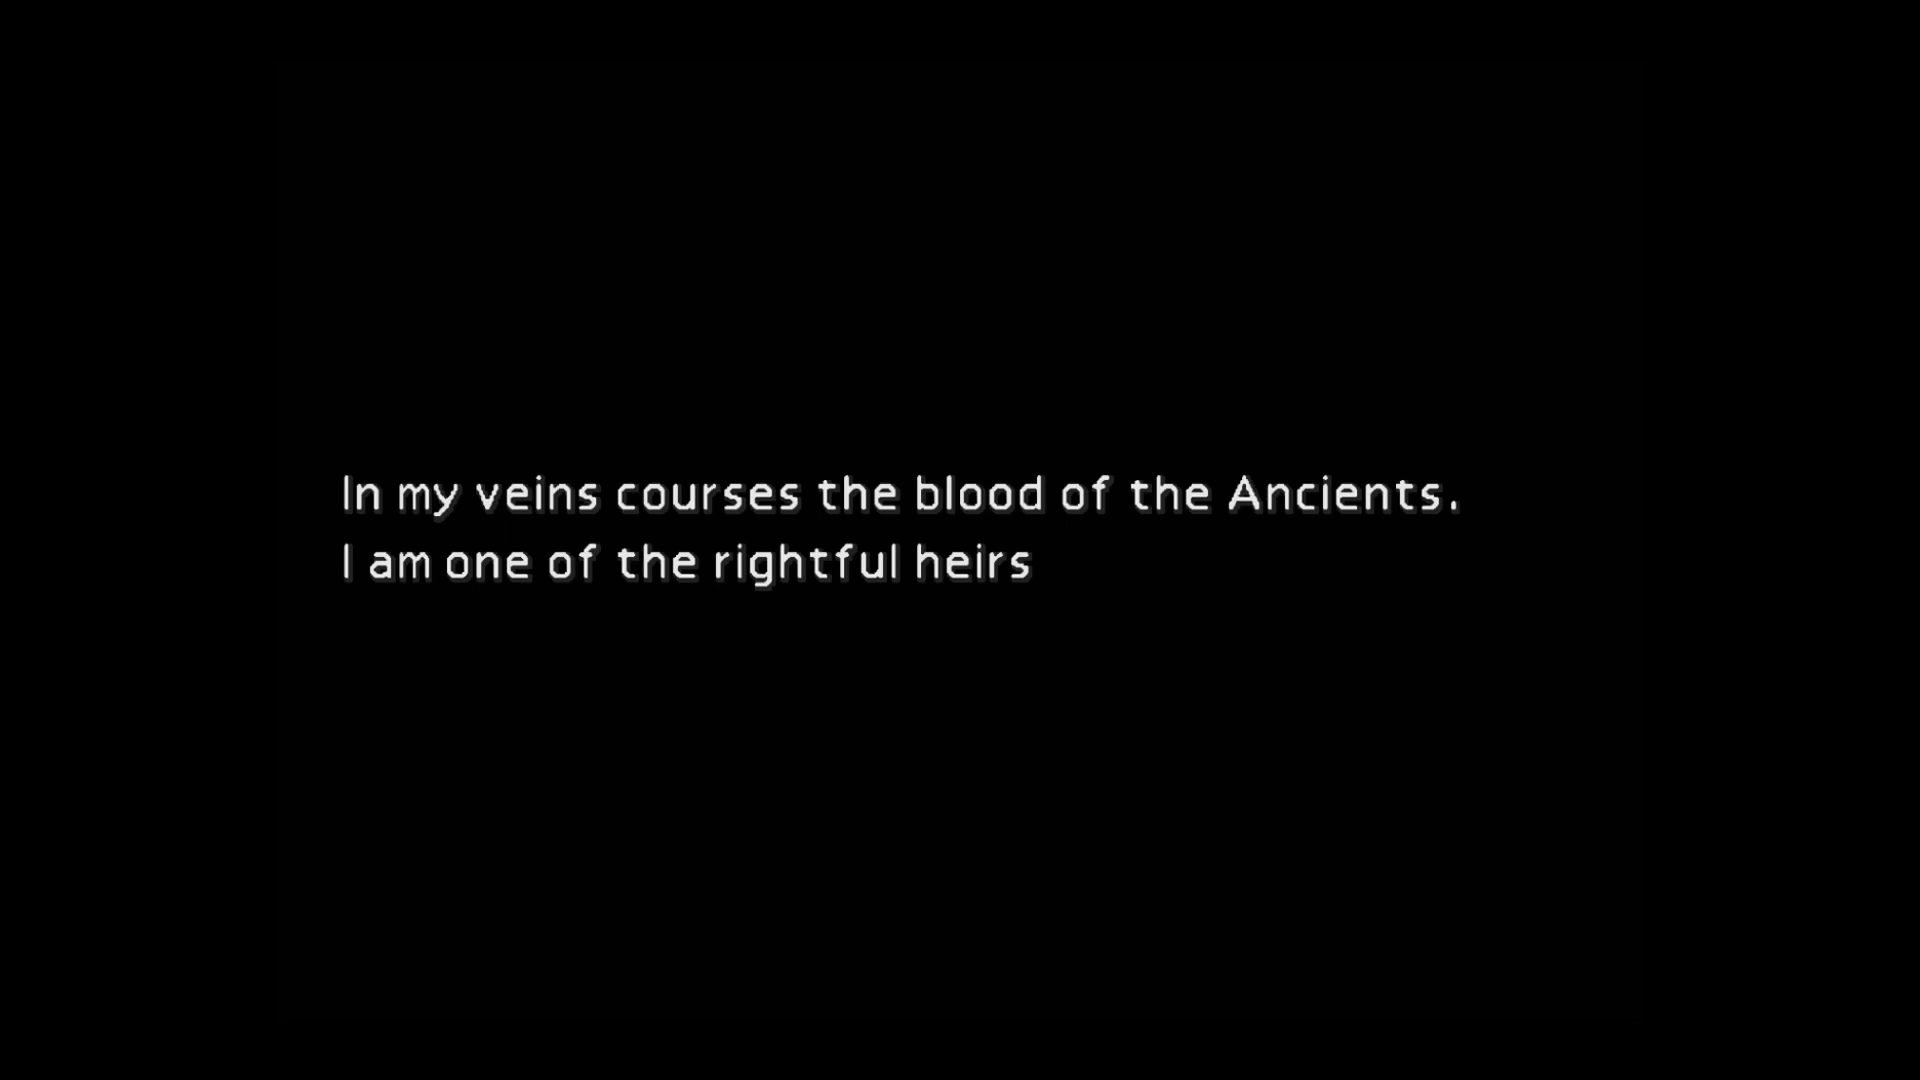 In my veins courses the blood of the Ancients.
I am one of the rightful heirs